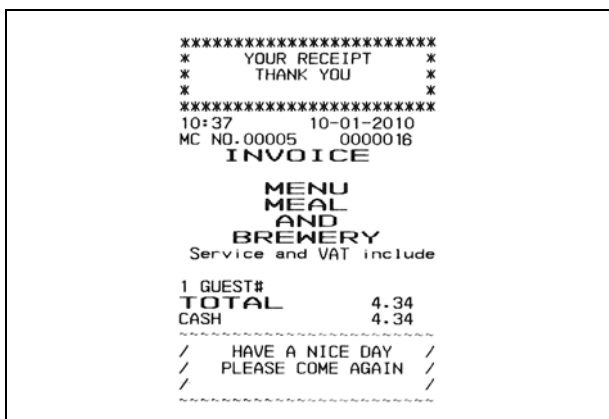 ************************
* YOUR RECEIPT *
* THANK YOU *
* *
************************
10:37 10-01-2010
MC NO.00005 0000016
INVOICE
MENU
MEAL
AND
BREWERY
Service and VAT include
1 GUEST#
TOTAL 4.34
CASH 4.34
~~~~~~~~~~~~~~~~~~~~~~~~
/ HAVE A NICE DAY /
/ PLEASE COME AGAIN /
/ /
~~~~~~~~~~~~~~~~~~~~~~~~